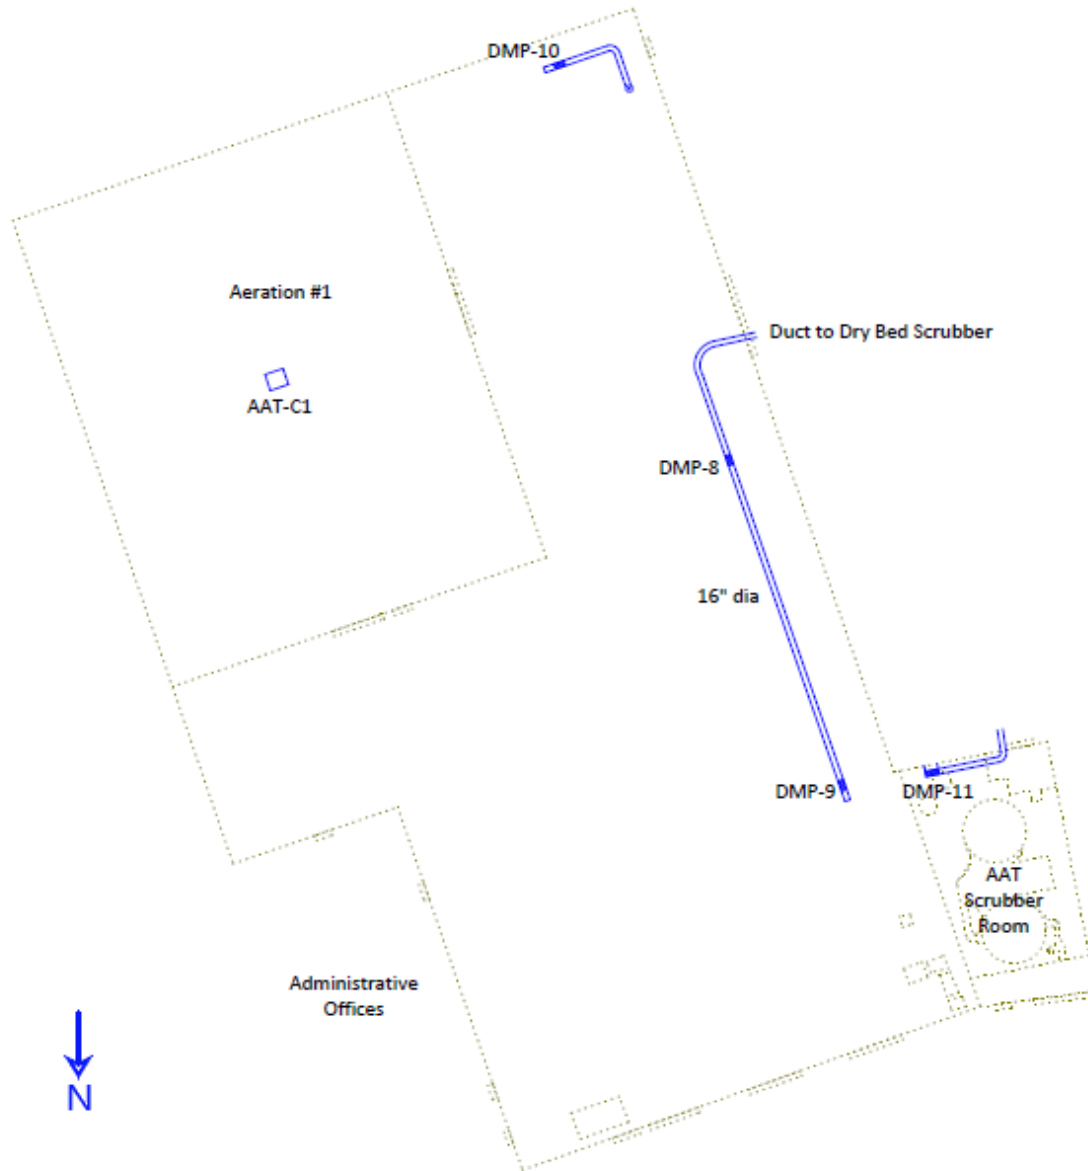 DMP-10
Aeration #1
Duct to Dry Bed Scrubber
AAT-C1
DMP-8
16" dia
DMP-9
DMP-11
AAT
Scrubber
Room
Administrative
Offices
N